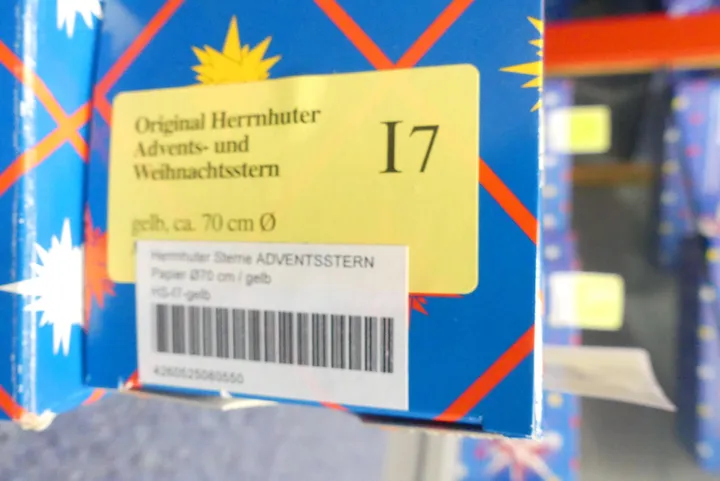 Original Herrnhuter
Advents- und
Weihnachtsstern
I7
gelb, ca. 70 cm Ø
Herrnhuter Sterne ADVENTSSTERN
Papier Ø70 cm / gelb
HS-I7-gelb
4260525080550